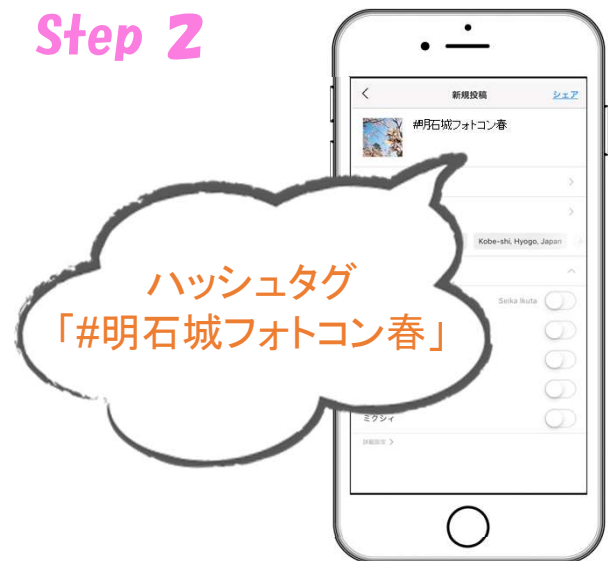 Step 2
新規投稿
シェア
#明石城フォトコン春
Kobe-shi, Hyogo, Japan
ハッシュタグ
「#明石城フォトコン春」
Seika Ikuta
ミクシィ
詳細設定